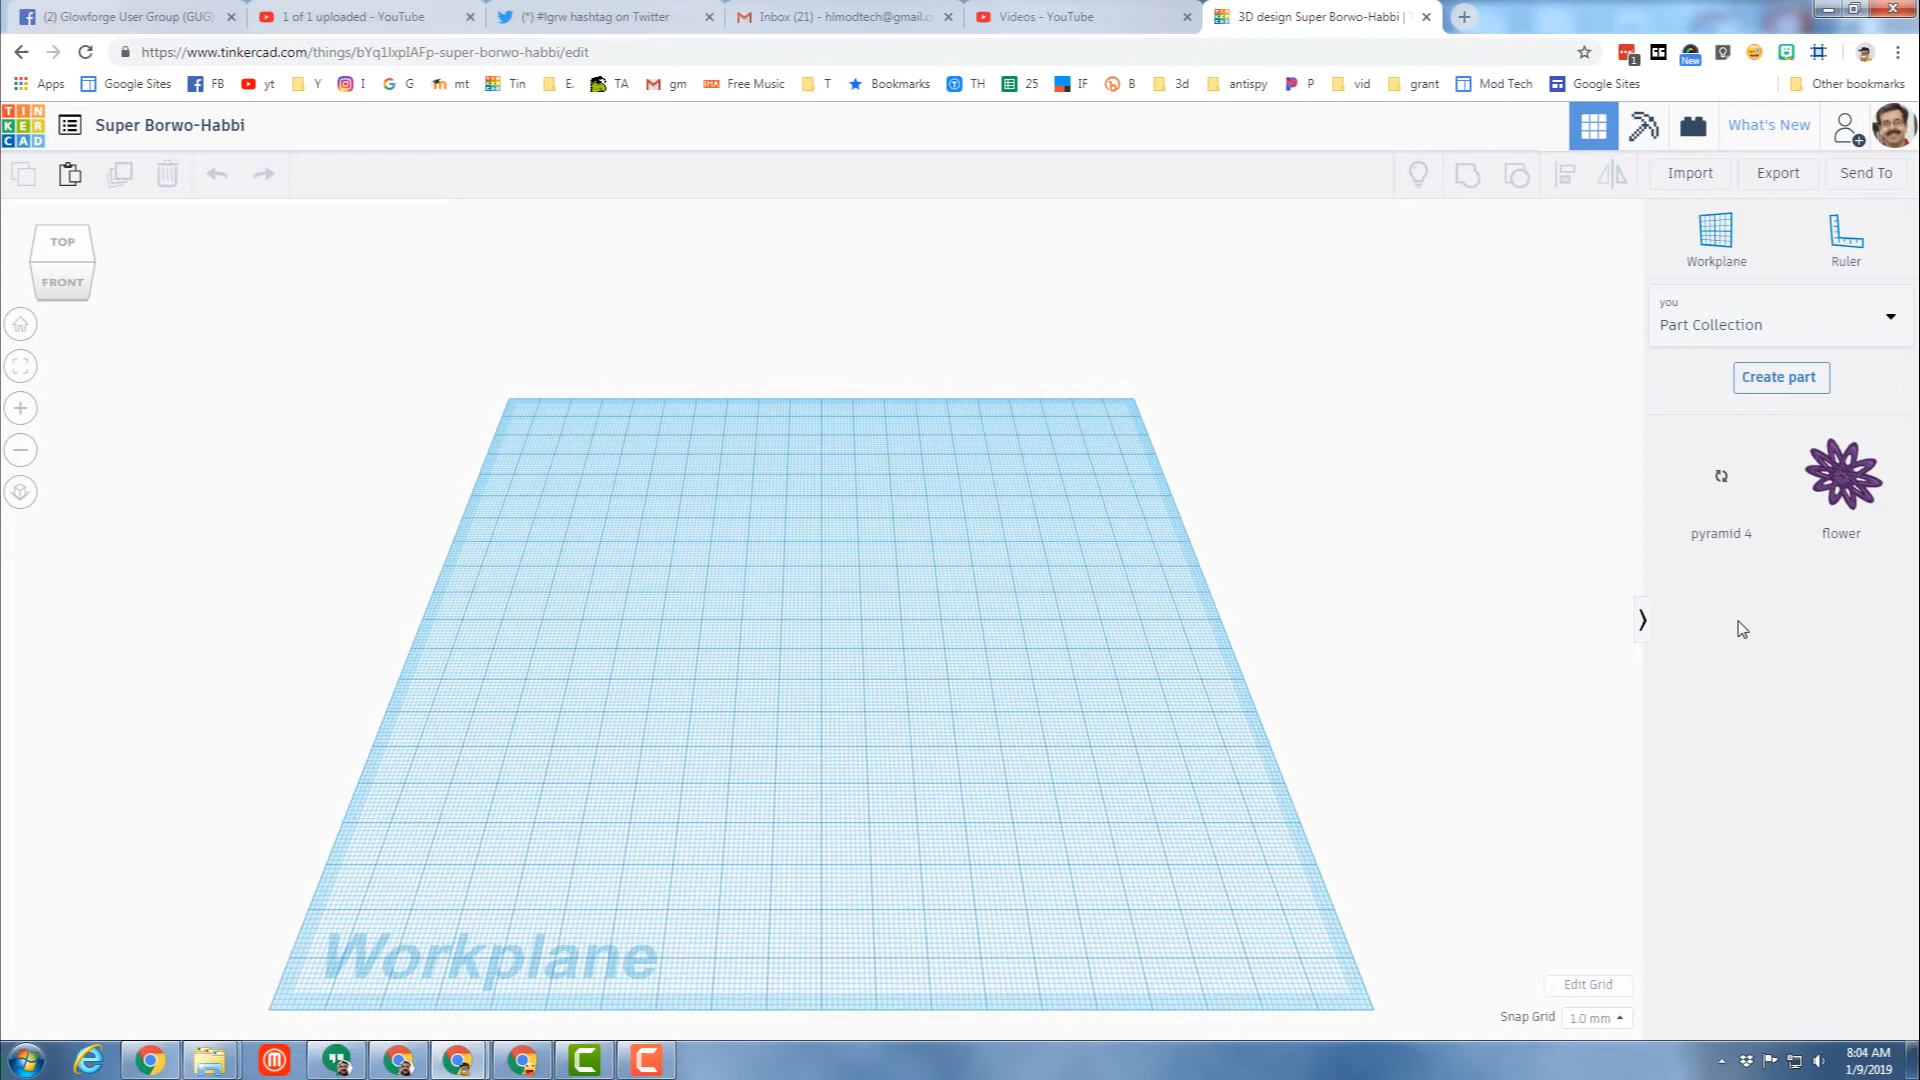 (2) Glowforge User Group (GUG)
1 of 1 uploaded - YouTube
(*) #lgrw hashtag on Twitter
Inbox (21) - hlmodtech@gmail.c
Videos - YouTube
3D design Super Borwo-Habbi | T
https://www.tinkercad.com/things/bYq1lxpIAFp-super-borwo-habbi/edit
1
New
Apps
Google Sites
FB
yt
Y
I
G
mt
Tin
E.
TA
gm
Free Music
T
Bookmarks
TH
25
IF
B
3d
antispy
P
vid
grant
Mod Tech
Google Sites
Other bookmarks
TIN
KER
CAD
Super Borwo-Habbi
What's New
Import
Export
Send To
TOP
FRONT
Workplane
Ruler
you
Part Collection
Create part
pyramid 4
flower
Workplane
Edit Grid
Snap Grid
1.0 mm
8:04 AM
1/9/2019